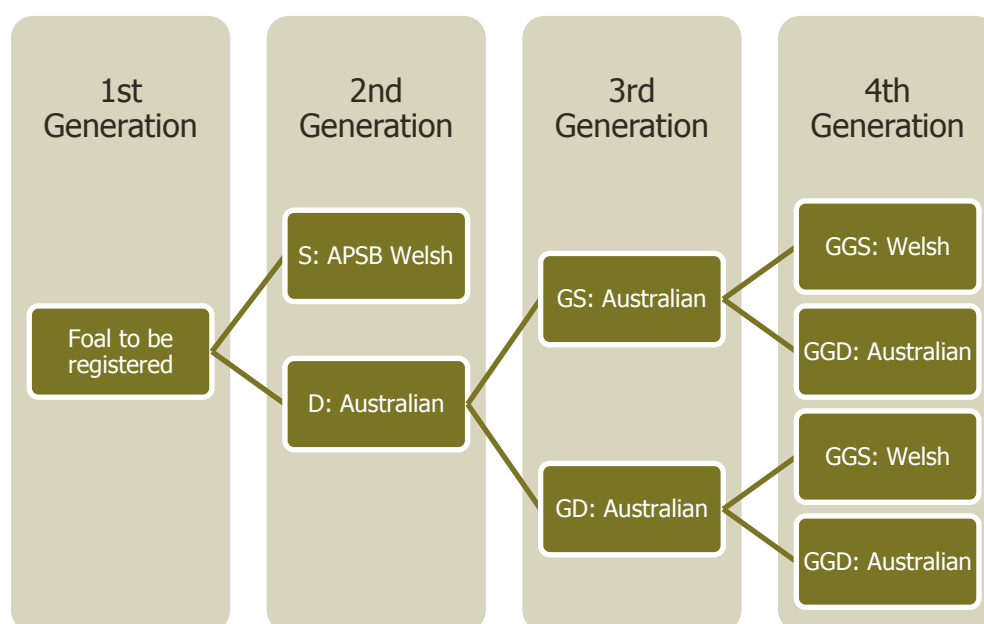 1st
Generation
2nd
Generation
3rd
Generation
4th
Generation
Foal to be
registered
S: APSB Welsh
D: Australian
GS: Australian
GD: Australian
GGS: Welsh
GGD: Australian
GGS: Welsh
GGD: Australian